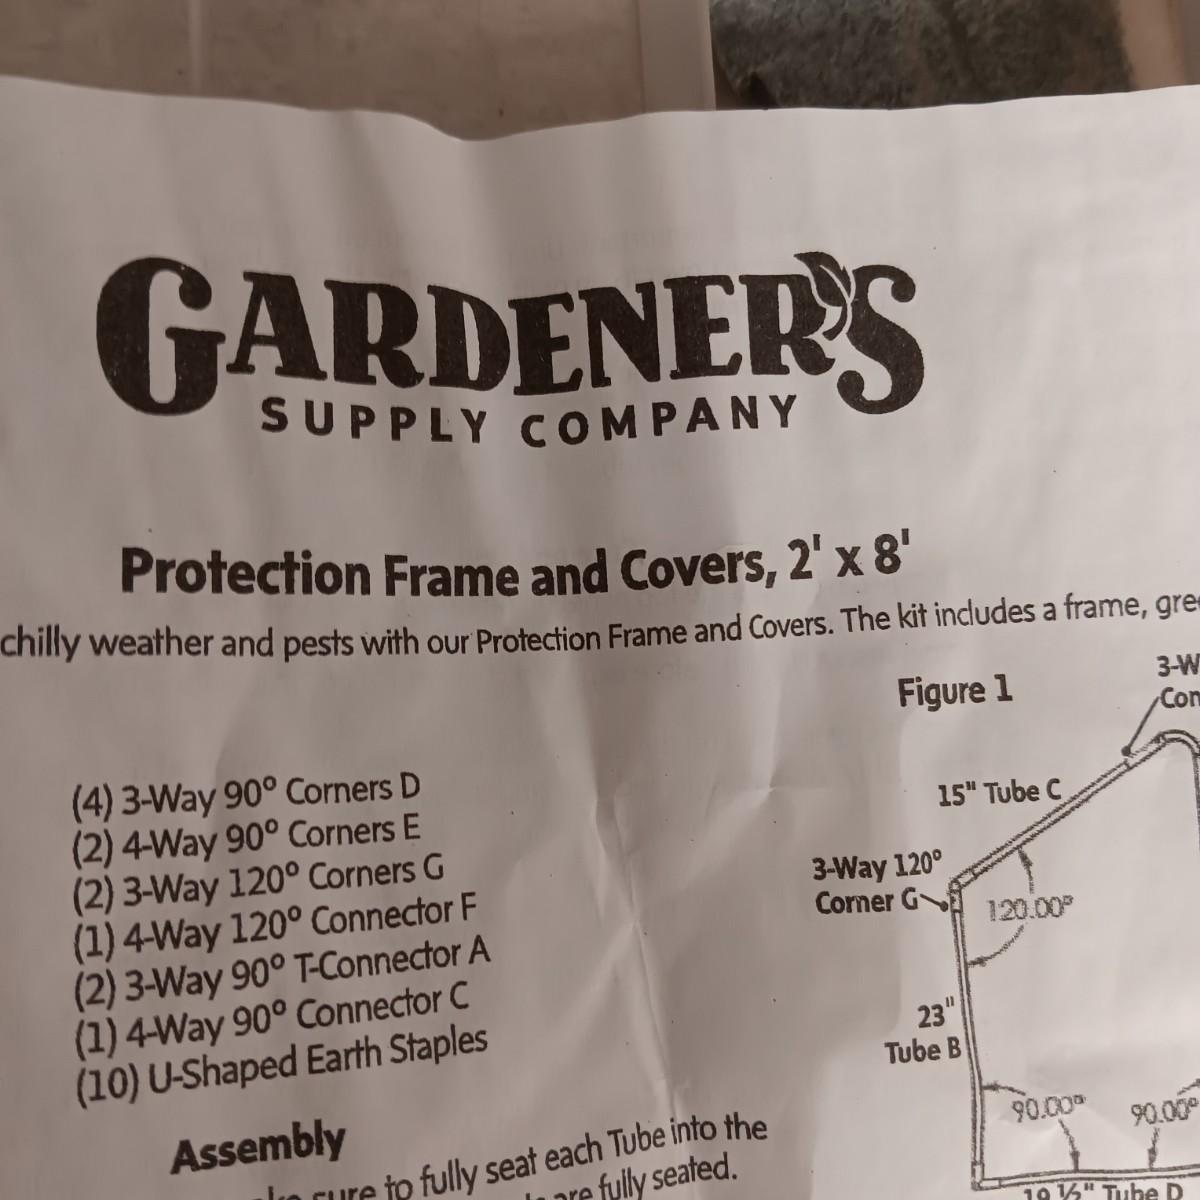 GARDENER'S
SUPPLY COMPANY
Protection Frame and Covers, 2' x 8'
chilly weather and pests with our Protection Frame and Covers. The kit includes a frame,
(4) 3-Way 90° Corners D
(2) 4-Way 90° Corners E
(2) 3-Way 120° Corners G
(1) 4-Way 120° Connector F
(2) 3-Way 90° T-Connector A
(1) 4-Way 90° Connector C
(10) U-Shaped Earth Staples
Assembly
sure to fully seat each Tube into the
are fully seated.
Figure 1
15" Tube C
3-Way 120°
Corner G
120.00°
23"
Tube B
90.00°
90.00°
19 ½" Tube D